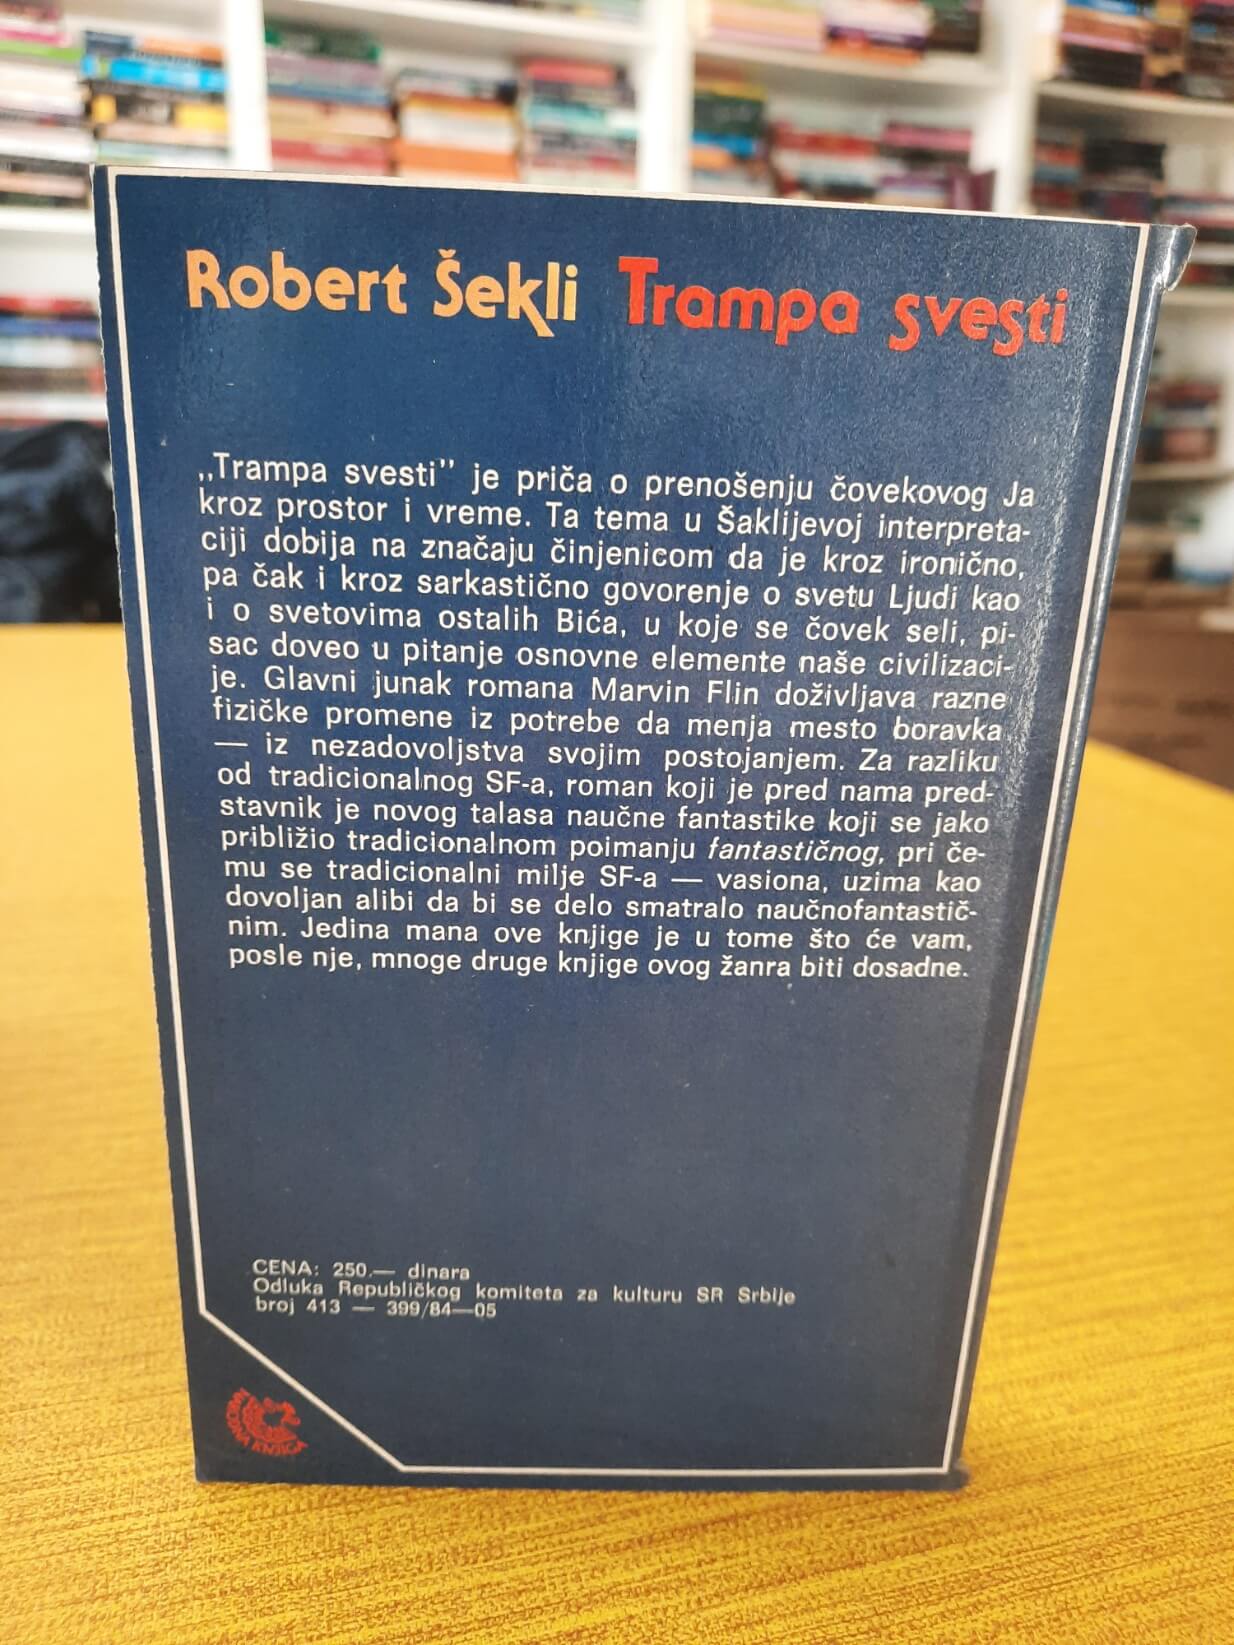 Robert Šekli Trampa svesti
„Trampa svesti” je priča o prenošenju čovekovog Ja
kroz prostor i vreme. Ta tema u Šaklijevoj interpreta-
ciji dobija na značaju činjenicom da je kroz ironično,
pa čak i kroz sarkastično govorenje o svetu Ljudi kao
i o svetovima ostalih Bića, u koje se čovek seli, pi-
sac doveo u pitanje osnovne elemente naše civilizaci-
je. Glavni junak romana Marvin Flin doživljava razne
fizičke promene iz potrebe da menja mesto boravka
— iz nezadovoljstva svojim postojanjem. Za razliku
od tradicionalnog SF-a, roman koji je pred nama pred-
stavnik je novog talasa naučne fantastike koji se jako
približio tradicionalnom poimanju fantastičnog, pri če-
mu se tradicionalni milje SF-a — vasiona, uzima kao
dovoljan alibi da bi se delo smatralo naučnofantastič-
nim. Jedina mana ove knjige je u tome što će vam,
posle nje, mnoge druge knjige ovog žanra biti dosadne.
CENA: 250.— dinara
Odluka Republičkog komiteta za kulturu SR Srbije
broj 413 — 399/84—05
NARODNA KNJIGA